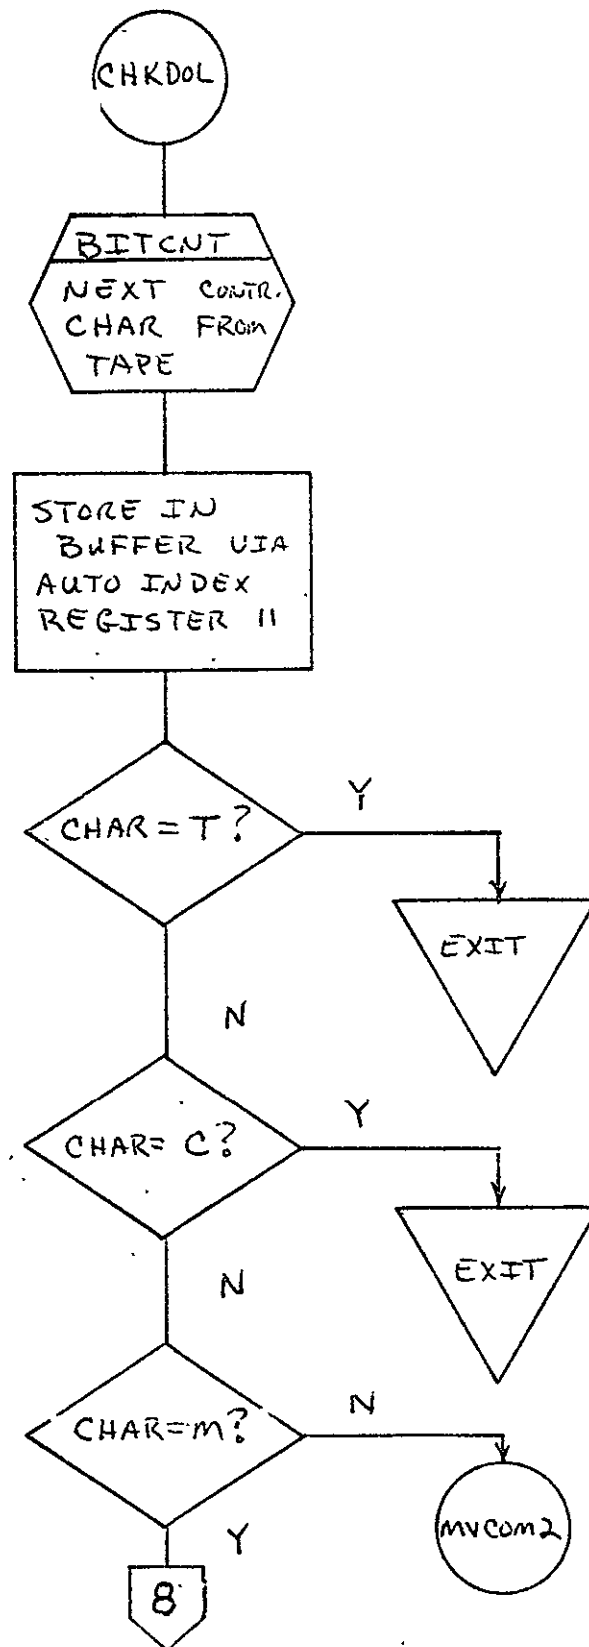 CHKDOL
BITCNT
NEXT CONTR.
CHAR FROM
TAPE
STORE IN
BUFFER VIA
AUTO INDEX
REGISTER 11
CHAR = T?
Y
EXIT
N
CHAR= C?
Y
EXIT
N
CHAR=M?
N
MVCOM2
Y
8